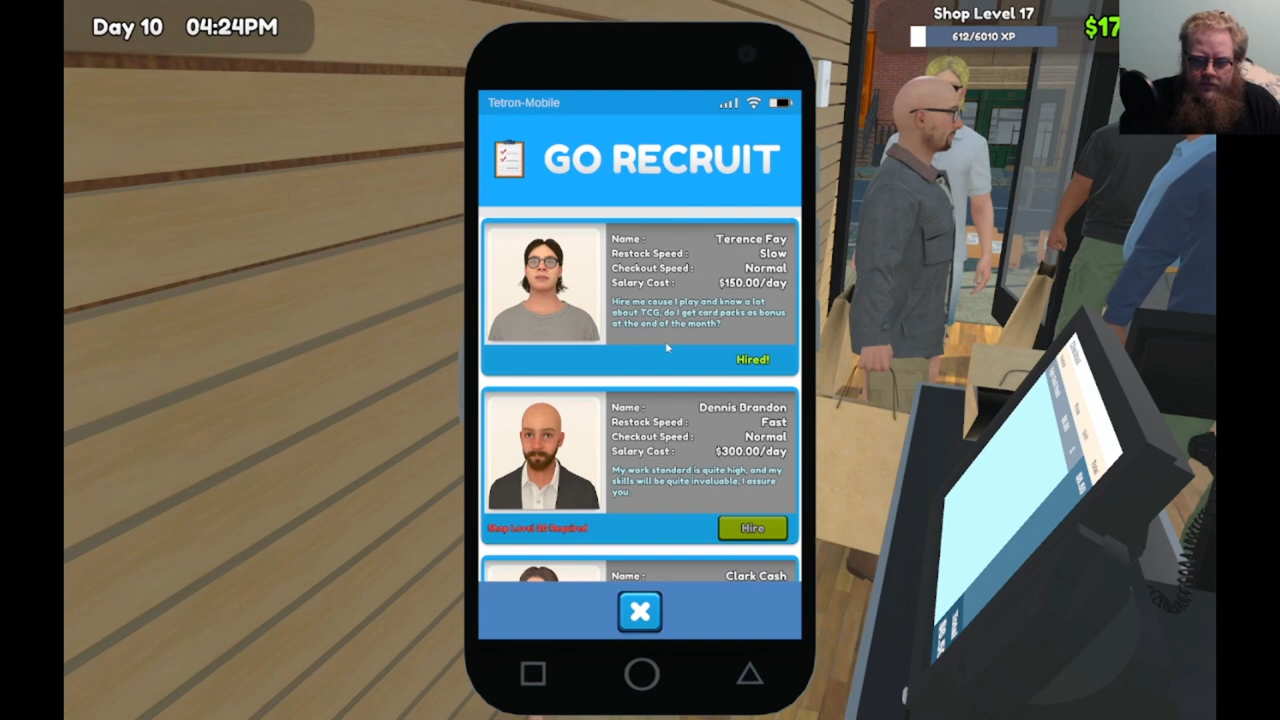 Day 10 04:24PM
Shop Level 17
612/6010 XP
$17
Tetron-Mobile
GO RECRUIT
Name : Terence Fay
Restock Speed : Slow
Checkout Speed : Normal
Salary Cost : $150.00/day
Hire me cause I play and know a lot
about TCG, do I get card packs as bonus
at the end of the month?
Hired!
Name : Dennis Brandon
Restock Speed : Fast
Checkout Speed : Normal
Salary Cost : $300.00/day
My work standard is quite high, and my
skills will be quite invaluable, I assure
you.
Shop Level 20 Required
Hire
Name : Clark Cash